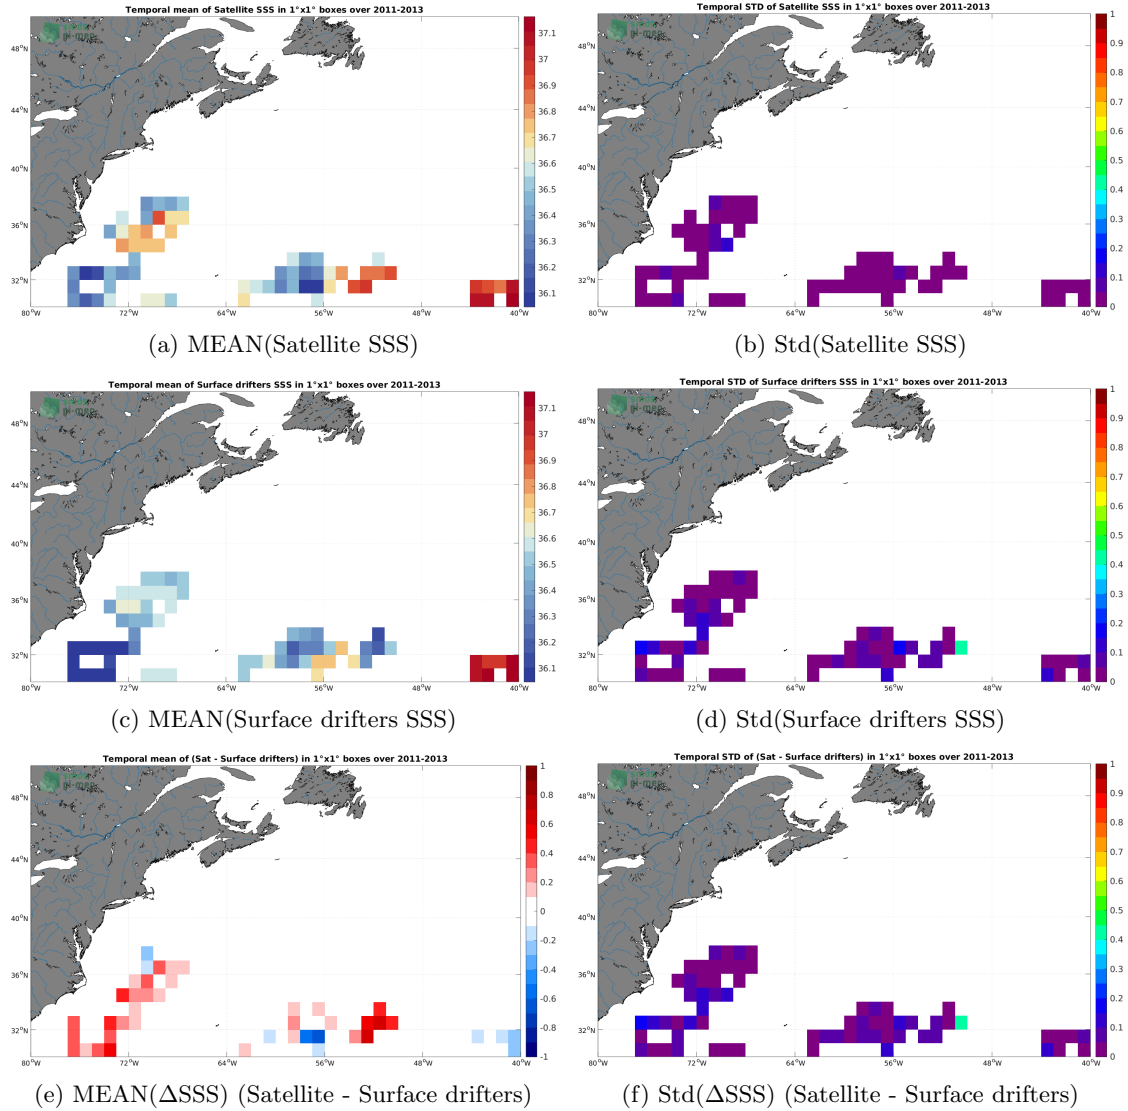 Temporal mean of Satellite SSS in 1°x1° boxes over 2011-2013
48°N
44°N
40°N
36°N
32°N
80°W 72°W 64°W 56°W 48°W 40°W
37.1
37
36.9
36.8
36.7
36.6
36.5
36.4
36.3
36.2
36.1
(a) MEAN(Satellite SSS)
Temporal STD of Satellite SSS in 1°x1° boxes over 2011-2013
48°N
44°N
40°N
36°N
32°N
80°W 72°W 64°W 56°W 48°W 40°W
1
0.9
0.8
0.7
0.6
0.5
0.4
0.3
0.2
0.1
0
(b) Std(Satellite SSS)
Temporal mean of Surface drifters SSS in 1°x1° boxes over 2011-2013
48°N
44°N
40°N
36°N
32°N
80°W 72°W 64°W 56°W 48°W 40°W
37.1
37
36.9
36.8
36.7
36.6
36.5
36.4
36.3
36.2
36.1
(c) MEAN(Surface drifters SSS)
Temporal STD of Surface drifters SSS in 1°x1° boxes over 2011-2013
48°N
44°N
40°N
36°N
32°N
80°W 72°W 64°W 56°W 48°W 40°W
1
0.9
0.8
0.7
0.6
0.5
0.4
0.3
0.2
0.1
0
(d) Std(Surface drifters SSS)
Temporal mean of (Sat - Surface drifters) in 1°x1° boxes over 2011-2013
48°N
44°N
40°N
36°N
32°N
80°W 72°W 64°W 56°W 48°W 40°W
1
0.8
0.6
0.4
0.2
0
-0.2
-0.4
-0.6
-0.8
-1
(e) MEAN(ΔSSS) (Satellite - Surface drifters)
Temporal STD of (Sat - Surface drifters) in 1°x1° boxes over 2011-2013
48°N
44°N
40°N
36°N
32°N
80°W 72°W 64°W 56°W 48°W 40°W
1
0.9
0.8
0.7
0.6
0.5
0.4
0.3
0.2
0.1
0
(f) Std(ΔSSS) (Satellite - Surface drifters)